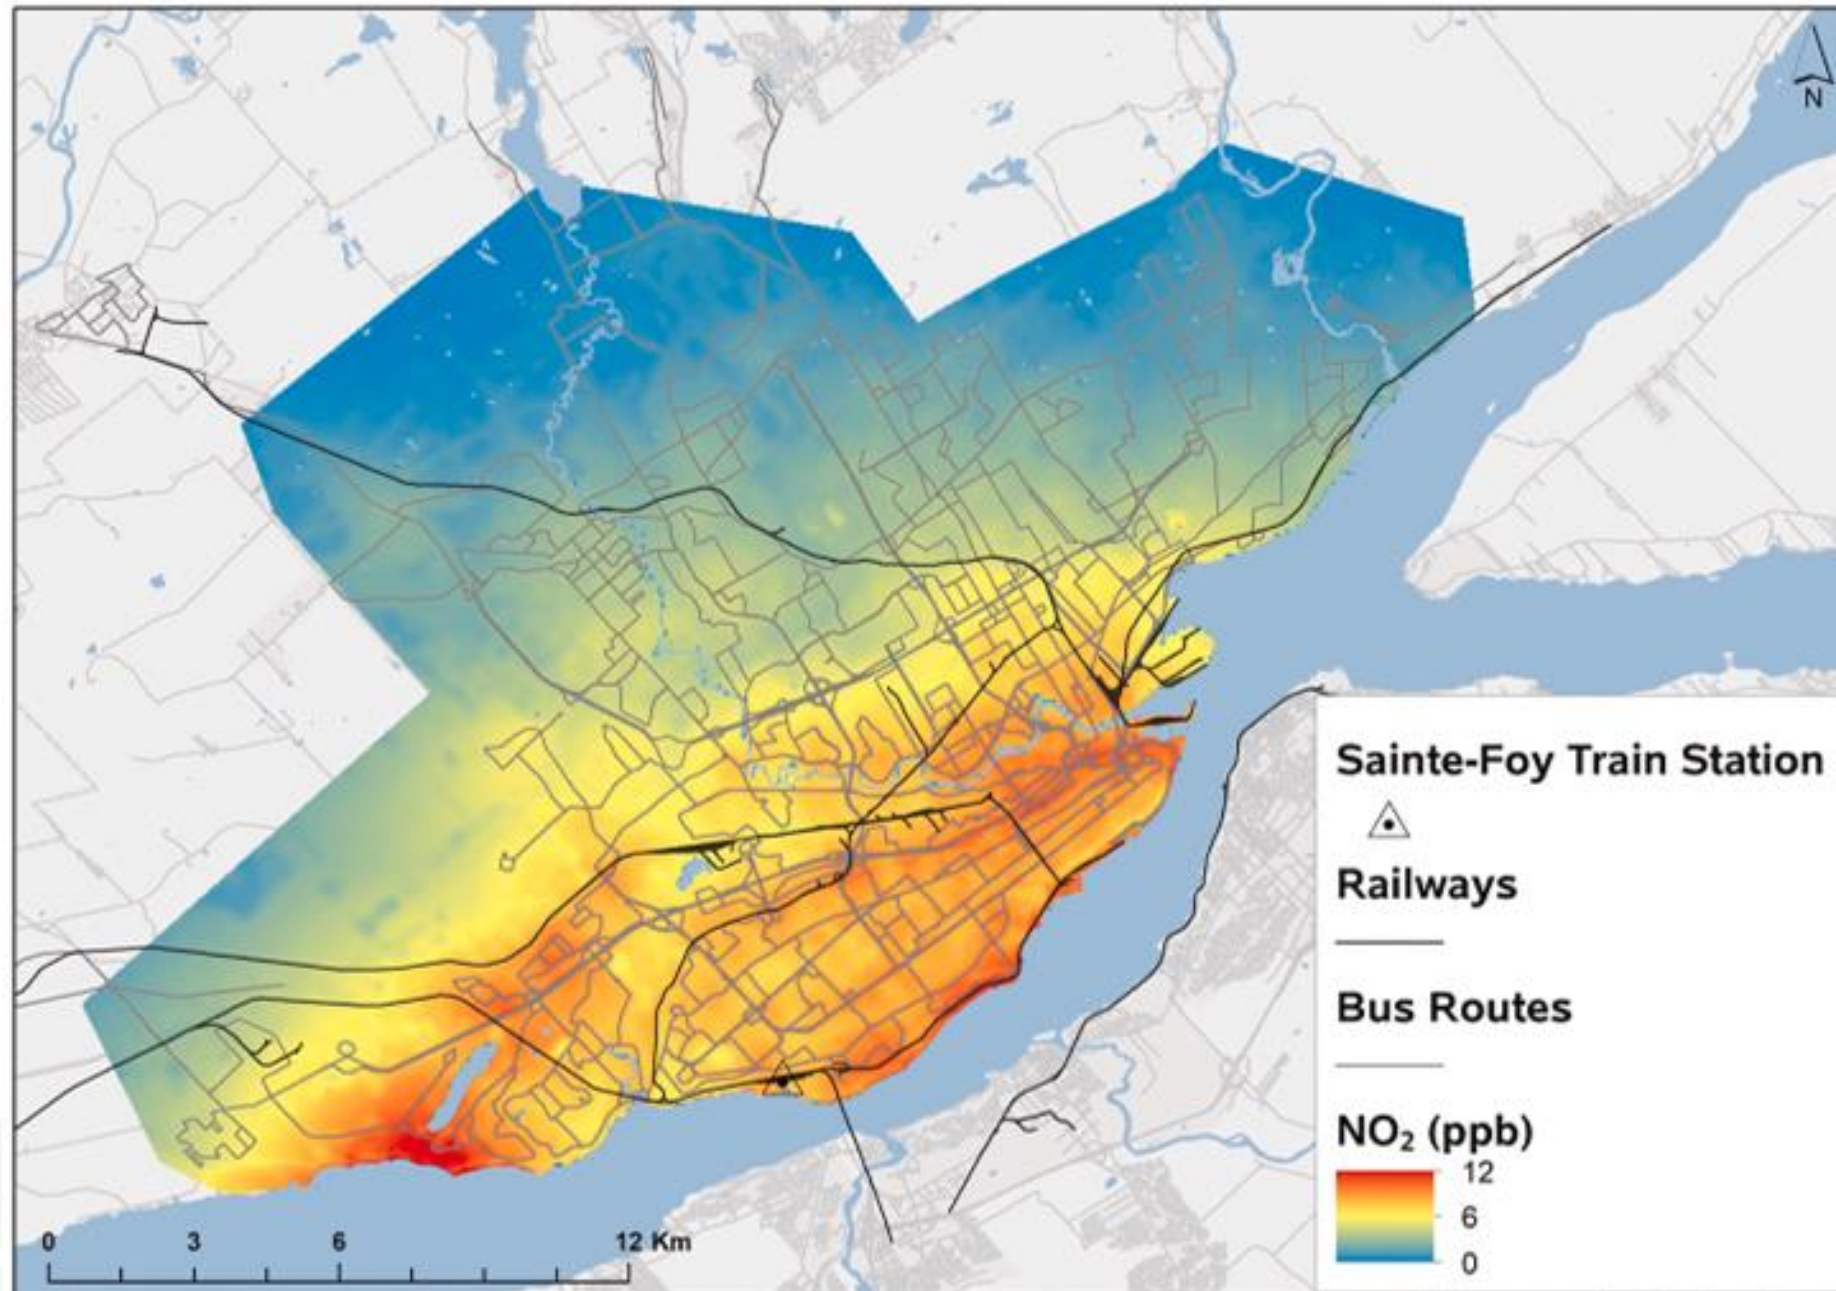 N
Sainte-Foy Train Station
Railways
Bus Routes
NO₂ (ppb)
12
6
0
0 3 6 12 Km